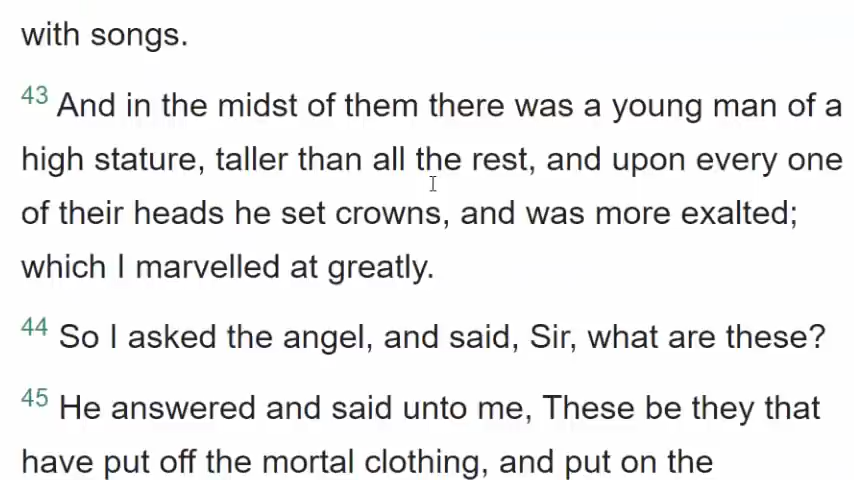 with songs.
43 And in the midst of them there was a young man of a
high stature, taller than all the rest, and upon every one
of their heads he set crowns, and was more exalted;
which I marvelled at greatly.
44 So I asked the angel, and said, Sir, what are these?
45 He answered and said unto me, These be they that
have put off the mortal clothing, and put on the